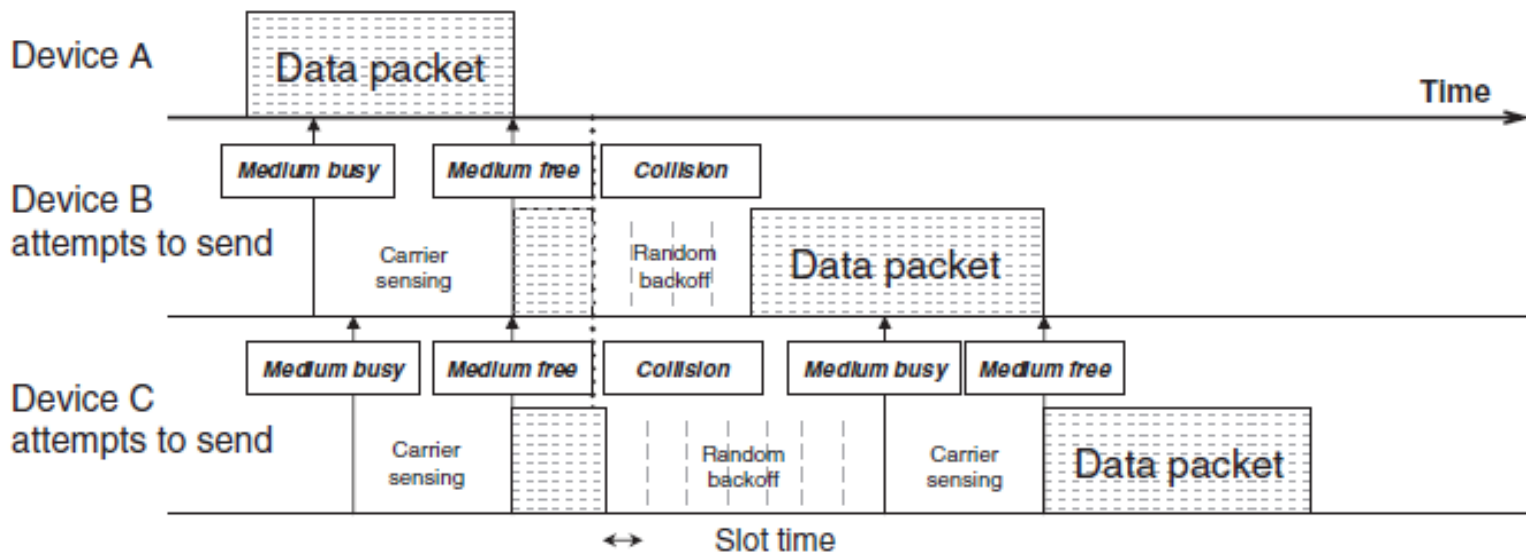 Device A
Data packet
Time
Medium busy
Medium free
Collision
Device B
attempts to send
Carrier
sensing
Random
backoff
Data packet
Medium busy
Medium free
Collision
Medium busy
Medium free
Device C
attempts to send
Carrier
sensing
Random
backoff
Carrier
sensing
Data packet
Slot time